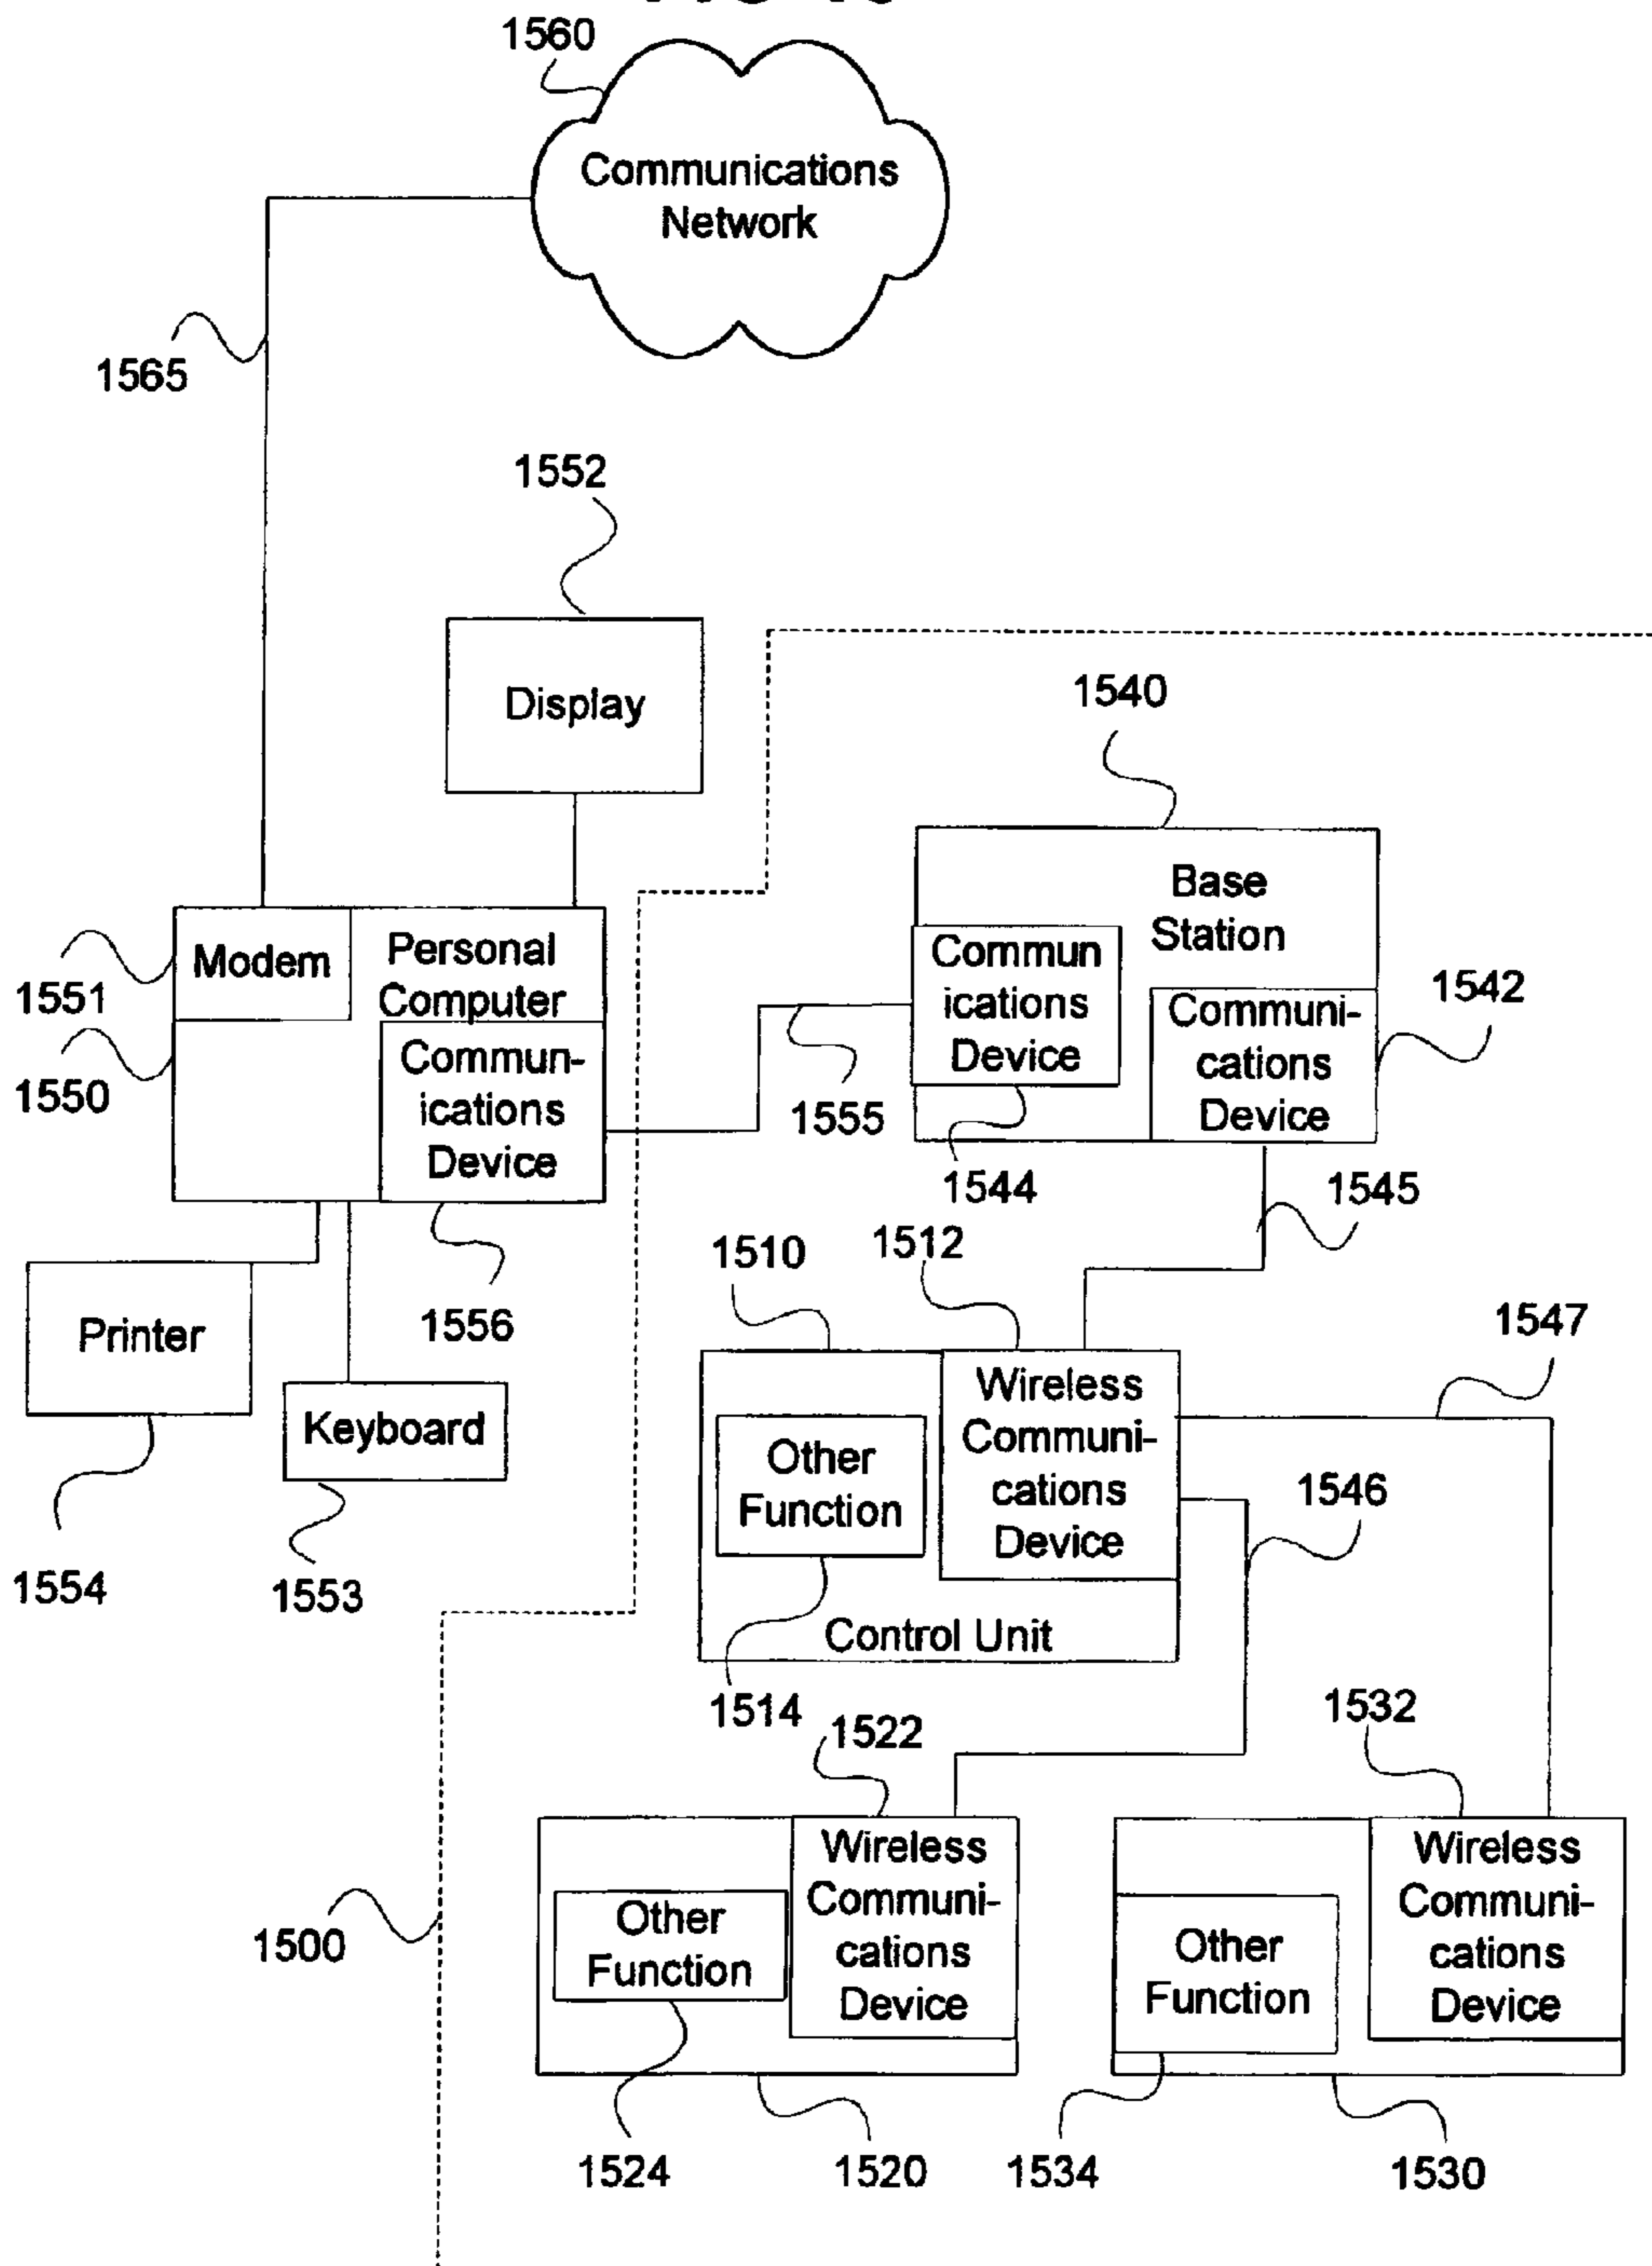 1560
Communications
Network
1565
1552
Display
1540
Base
Station
Modem
Personal
Computer
1551
1550
Commun-
ications
Device
Commun
ications
Device
Communi-
cations
Device
1542
1555
1544
1545
1510
1512
1547
Printer
1556
Keyboard
Other
Function
Wireless
Communi-
cations
Device
1546
1554
1553
Control Unit
1514
1522
1532
1500
Other
Function
Wireless
Communi-
cations
Device
Other
Function
Wireless
Communi-
cations
Device
1524
1520
1534
1530